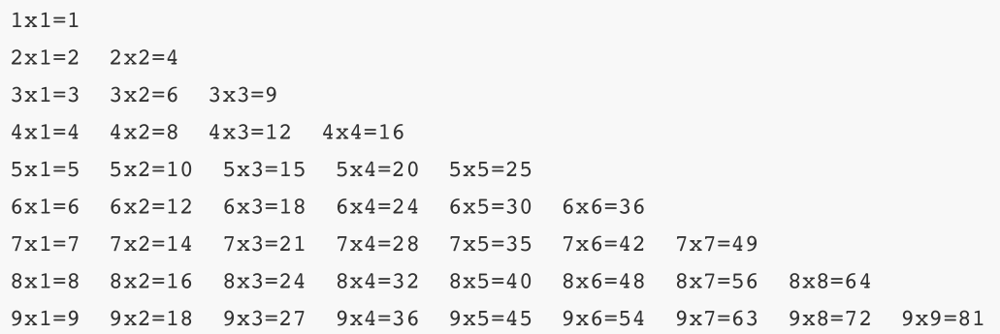 1x1=1
2x1=2  2x2=4
3x1=3  3x2=6  3x3=9
4x1=4  4x2=8  4x3=12  4x4=16
5x1=5  5x2=10  5x3=15  5x4=20  5x5=25
6x1=6  6x2=12  6x3=18  6x4=24  6x5=30  6x6=36
7x1=7  7x2=14  7x3=21  7x4=28  7x5=35  7x6=42  7x7=49
8x1=8  8x2=16  8x3=24  8x4=32  8x5=40  8x6=48  8x7=56  8x8=64
9x1=9  9x2=18  9x3=27  9x4=36  9x5=45  9x6=54  9x7=63  9x8=72  9x9=81